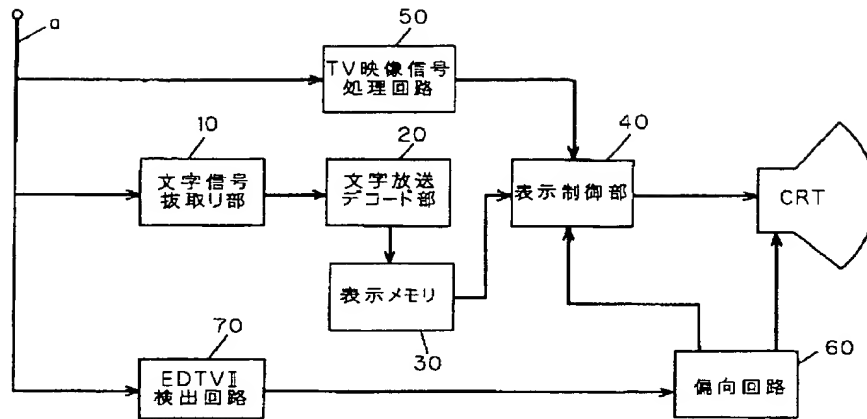 a
50
TV映像信号
処理回路
10
文字信号
抜取り部
20
文字放送
デコード部
40
表示制御部
CRT
表示メモリ
30
70
EDTVⅡ
検出回路
偏向回路
60